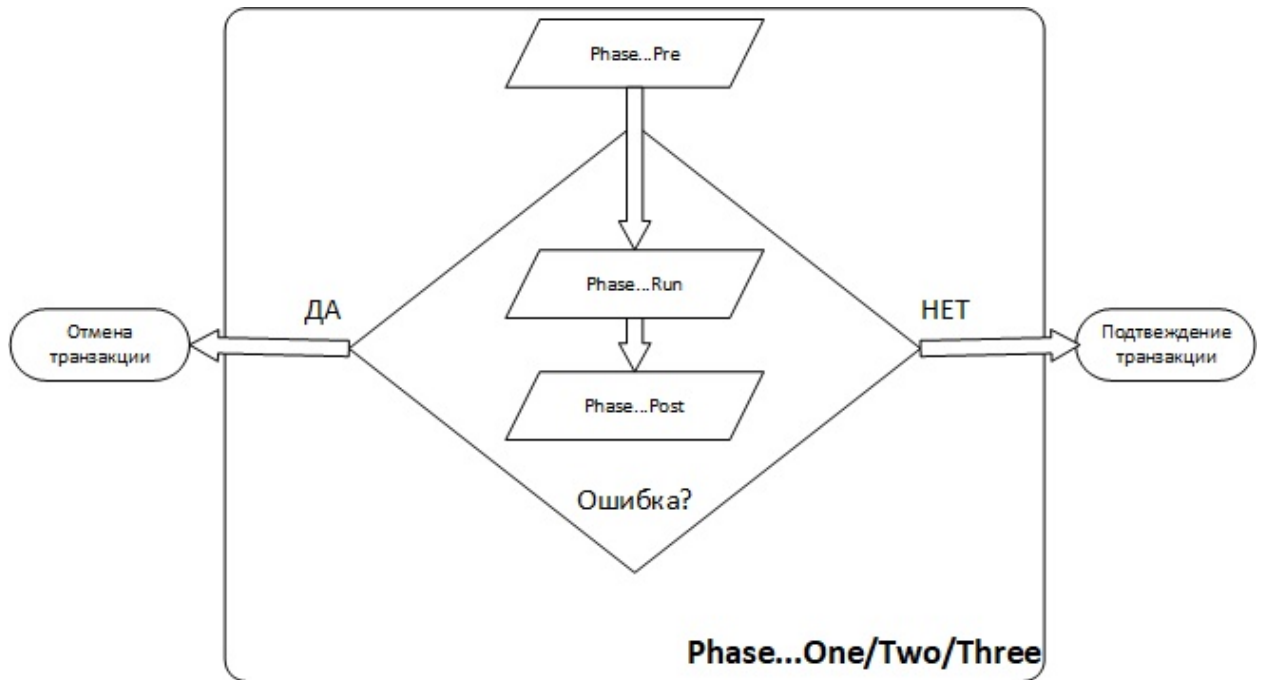 Phase...Pre
Phase...Run
ДА
НЕТ
Отмена
транзакции
Подтвеждение
транзакции
Phase...Post
Ошибка?
Phase...One/Two/Three